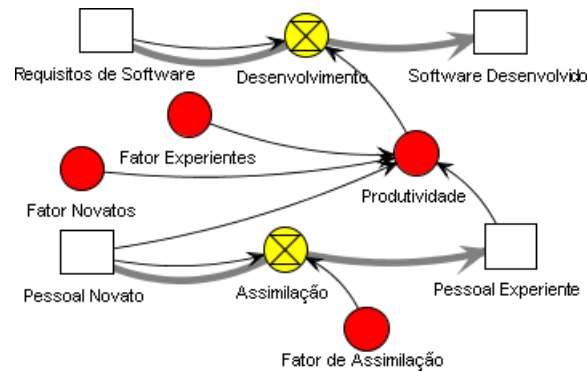 Requisitos de Software
Desenvolvimento
Software Desenvolvido
Fator Experientes
Fator Novatos
Produtividade
Pessoal Novato
Assimilação
Pessoal Experiente
Fator de Assimilação